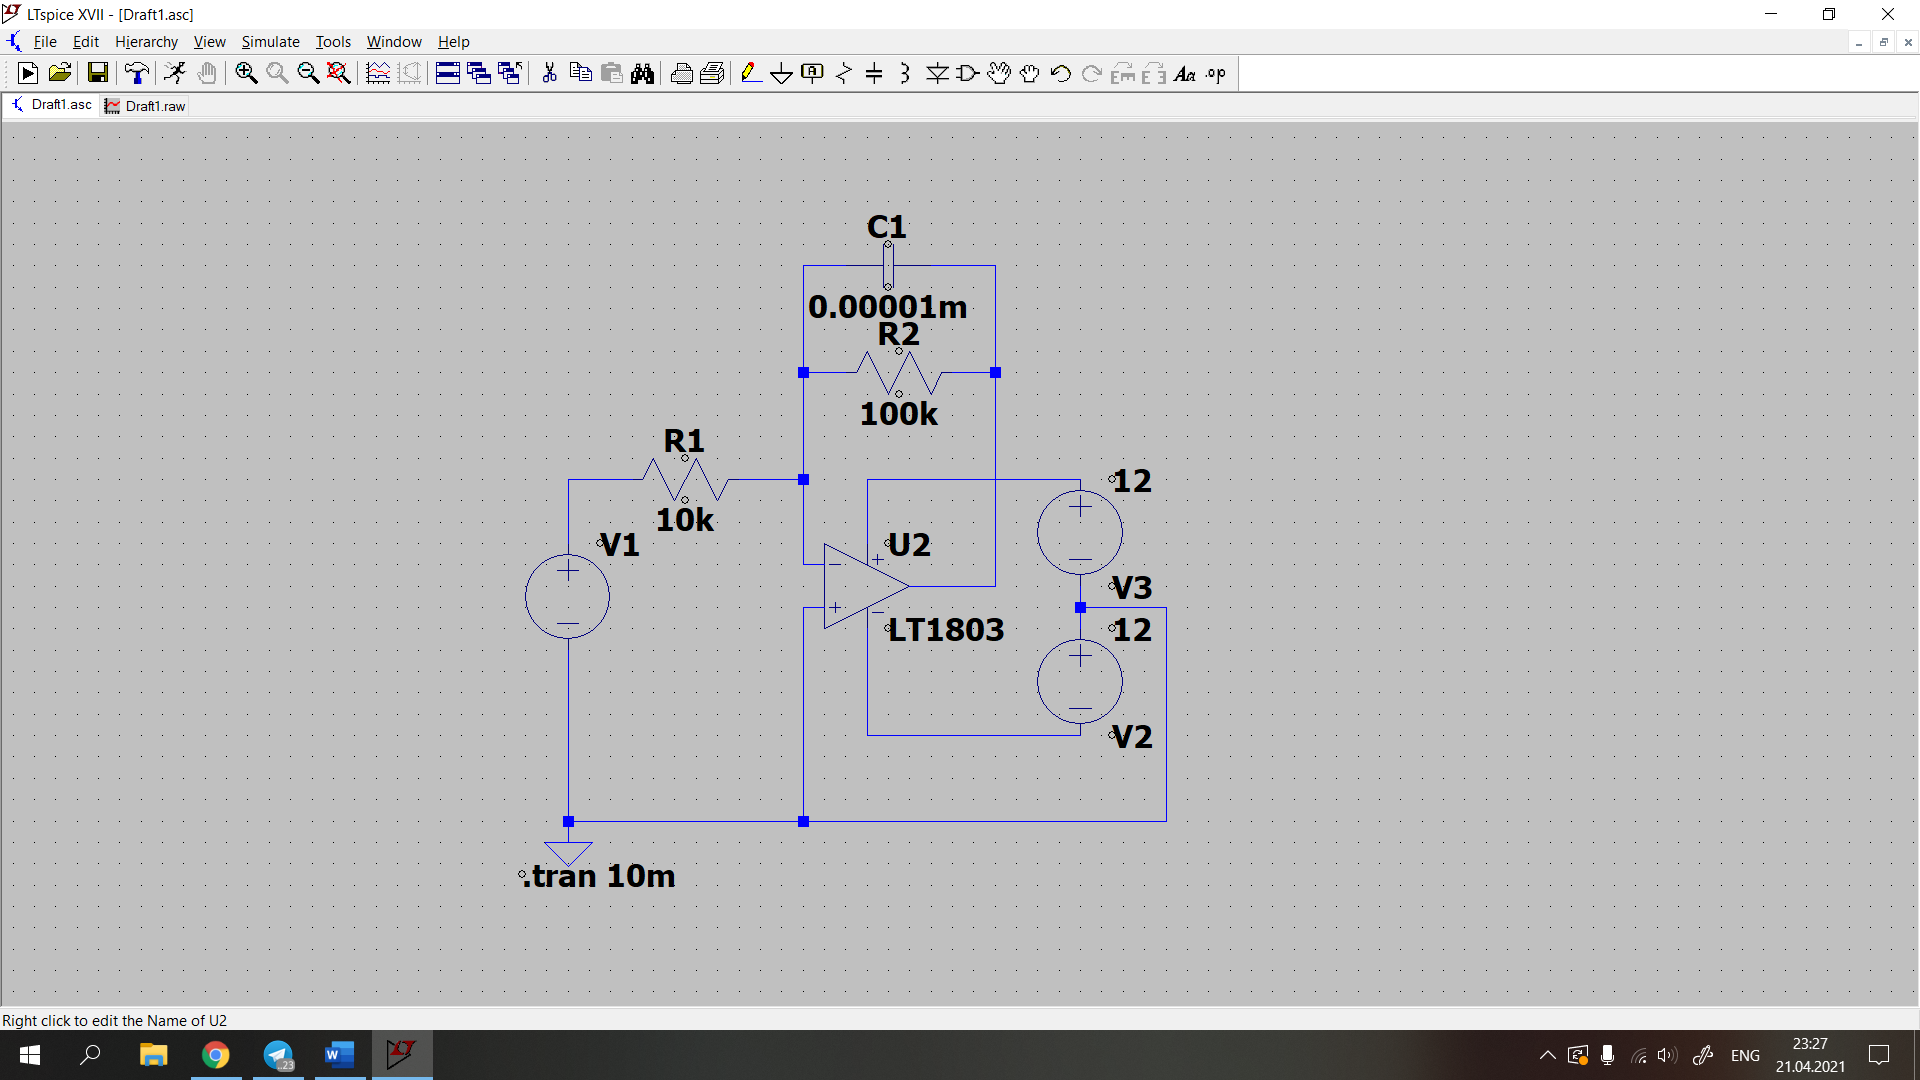 LTspice XVII - [Draft1.asc]
File Edit Hierarchy View Simulate Tools Window Help
Draft1.asc Draft1.raw
C1
0.00001m
R2
100k
R1
10k
V1
U2
LT1803
12
V3
12
V2
.tran 10m
Right click to edit the Name of U2
ENG
23:27
21.04.2021